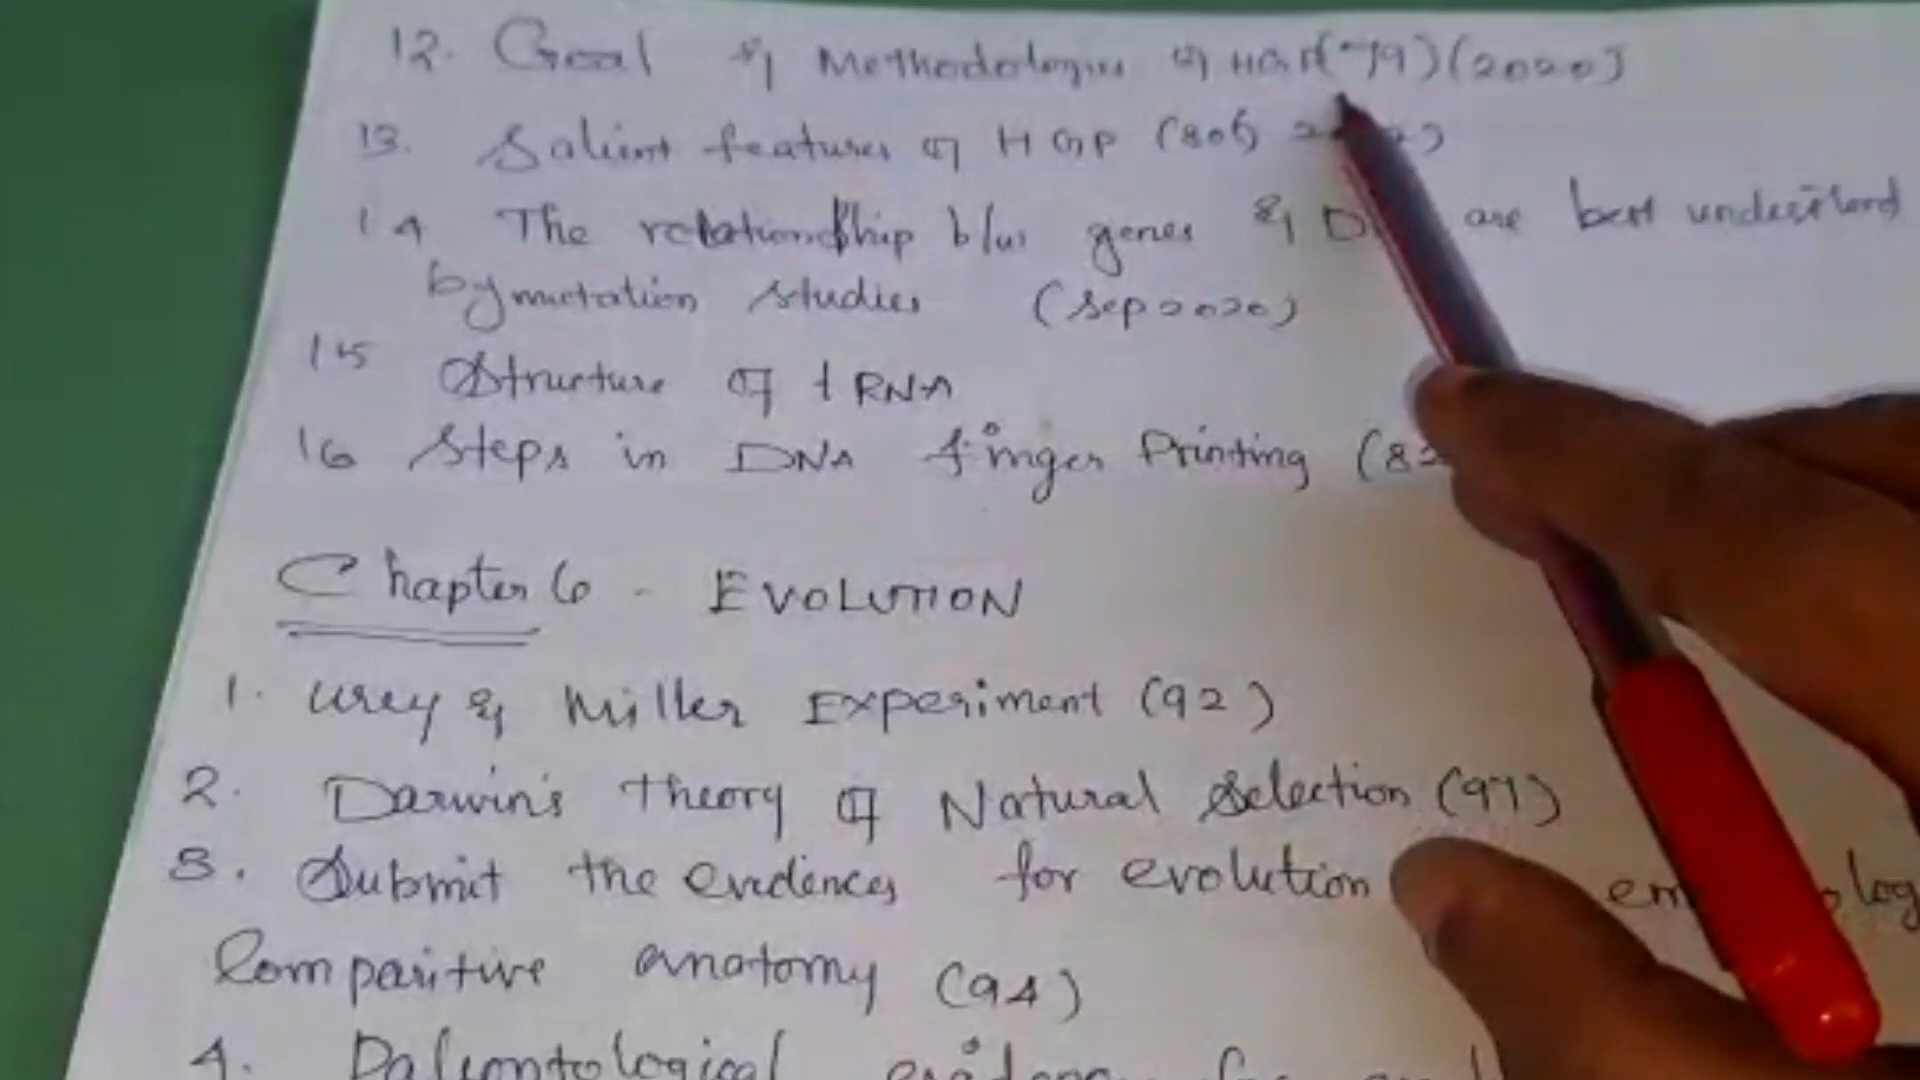 12. Goal & Methodologies of HGP (79) (2020)
13. Salient features of HGP (80)
14 The relationship b/w genes & are best understood
by mutation studies (Sep 2020)
15 Structure of tRNA
16 Steps in DNA finger Printing
Chapter 6 - EVOLUTION
1. Urey & Miller Experiment (92)
2. Darwin's theory of Natural Selection (97)
3. Submit the evidences for evolution
Comparitive anatomy (94)
4. Paleontological